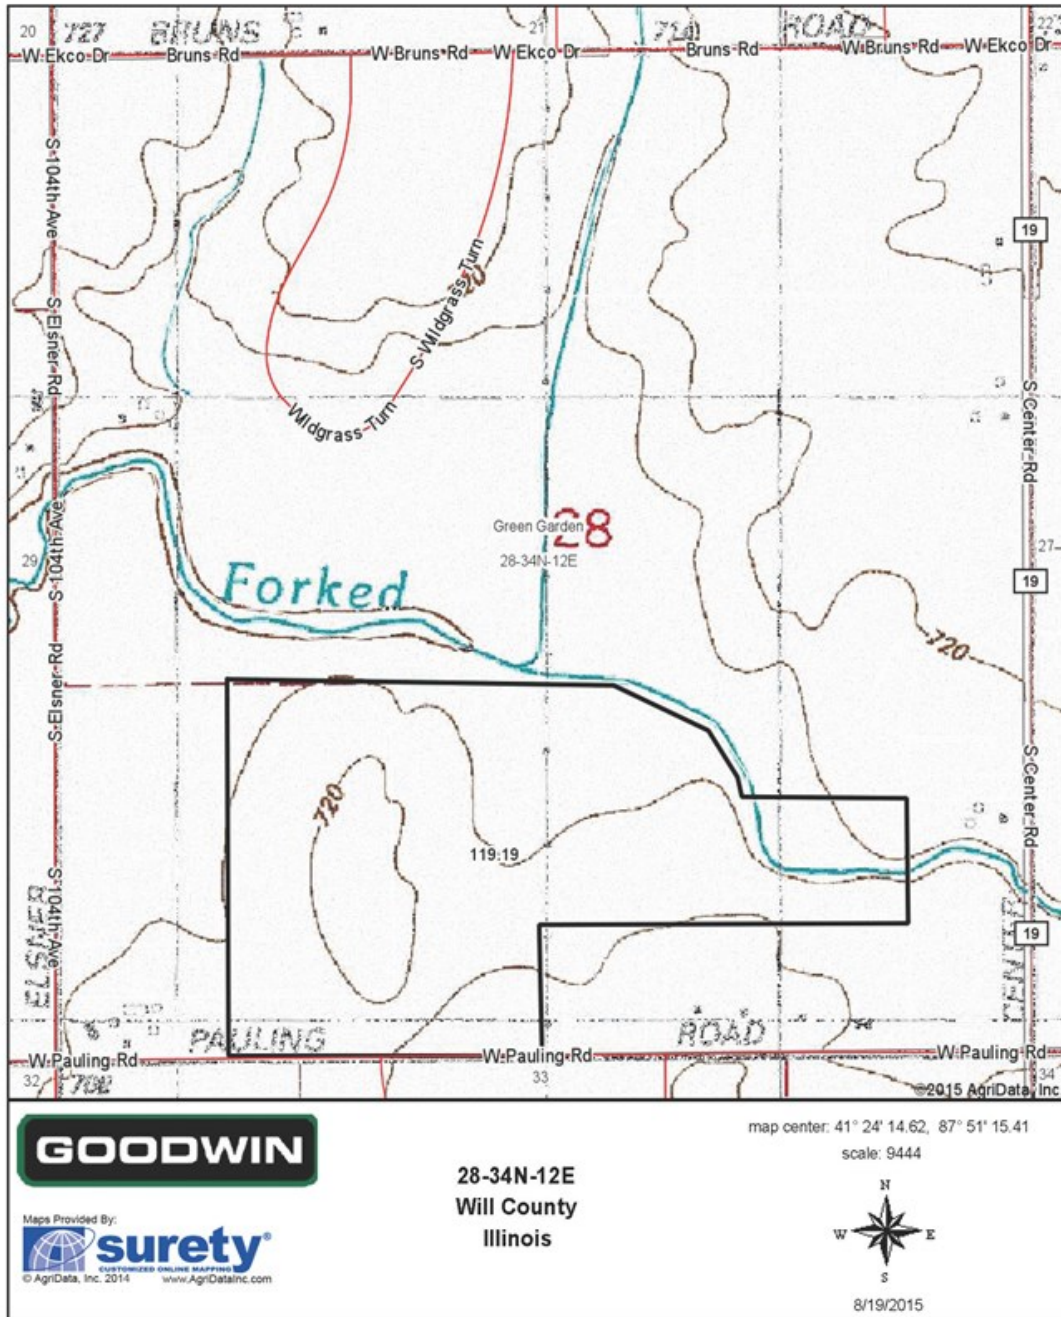 20
727
BRUNS
21
710
ROAD
22
W Ekco Dr
Bruns Rd
W Bruns Rd
W Ekco Dr
Bruns Rd
W Bruns Rd
W Ekco Dr
S 104th Ave
19
S Wildgrass Turn
S Elsner Rd
S Center Rd
Wildgrass Turn
S 104th Ave
Green Garden
28
27
29
28-34N-12E
19
Forked
720
S Elsner Rd
S Center Rd
720
119.19
S 104th Ave
ELSNER
19
PAULING
ROAD
W Pauling Rd
W Pauling Rd
W Pauling Rd
32
700
33
34
©2015 AgriData, Inc
GOODWIN
Maps Provided By:
surety®
CUSTOMIZED ONLINE MAPPING
© AgriData, Inc. 2014
www.AgriDataInc.com
28-34N-12E
Will County
Illinois
map center: 41° 24' 14.62, 87° 51' 15.41
scale: 9444
N
W
E
S
8/19/2015